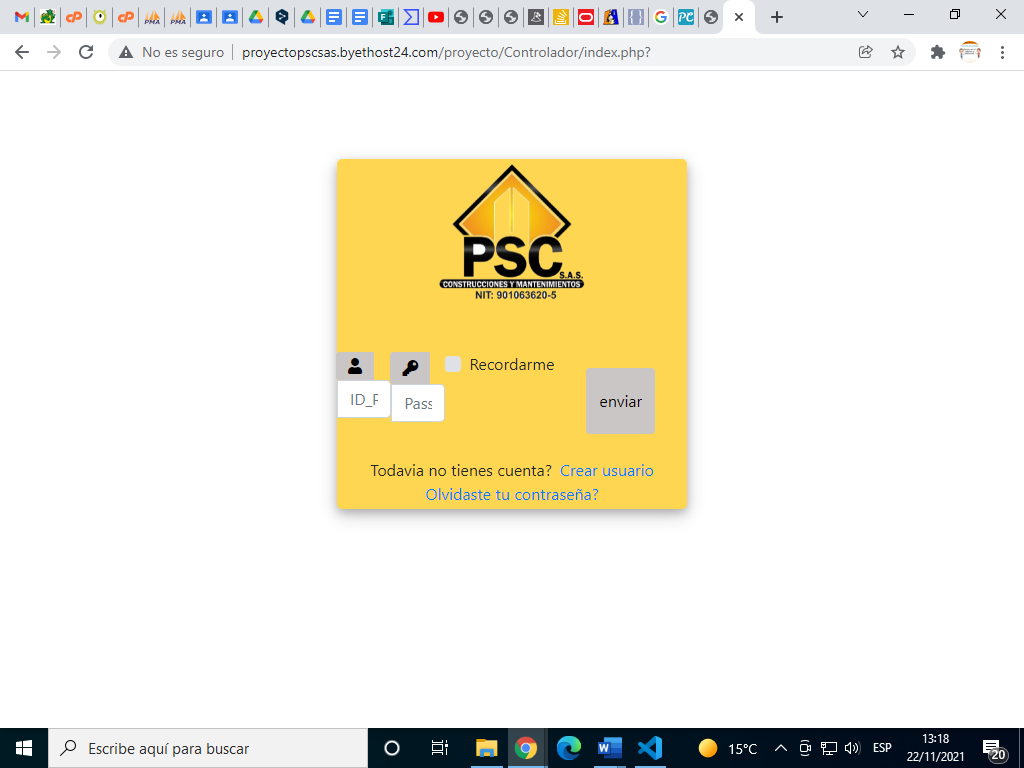 No es seguro
proyectopscsas.byethost24.com/proyecto/Controlador/index.php?
PSC
S.A.S.
CONSTRUCCIONES Y MANTENIMIENTOS
NIT: 901063620-5
Recordarme
ID_F
Pass
enviar
Todavia no tienes cuenta? Crear usuario
Olvidaste tu contraseña?
Escribe aquí para buscar
15°C
ESP
13:18
22/11/2021
20